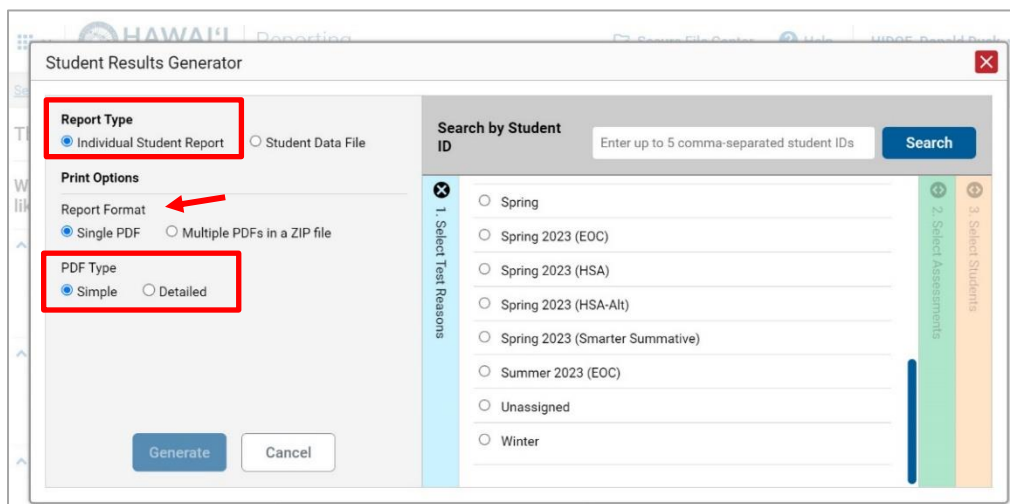 HAWAIʻI Reporting
Secure File Center Help
Student Results Generator
Report Type
Individual Student Report Student Data File
Print Options
Report Format
Single PDF Multiple PDFs in a ZIP file
PDF Type
Simple Detailed
Generate Cancel
Search by Student
ID
Enter up to 5 comma-separated student IDs
Search
1. Select Test Reasons
Spring
Spring 2023 (EOC)
Spring 2023 (HSA)
Spring 2023 (HSA-Alt)
Spring 2023 (Smarter Summative)
Summer 2023 (EOC)
Unassigned
Winter
2. Select Assessments
3. Select Students